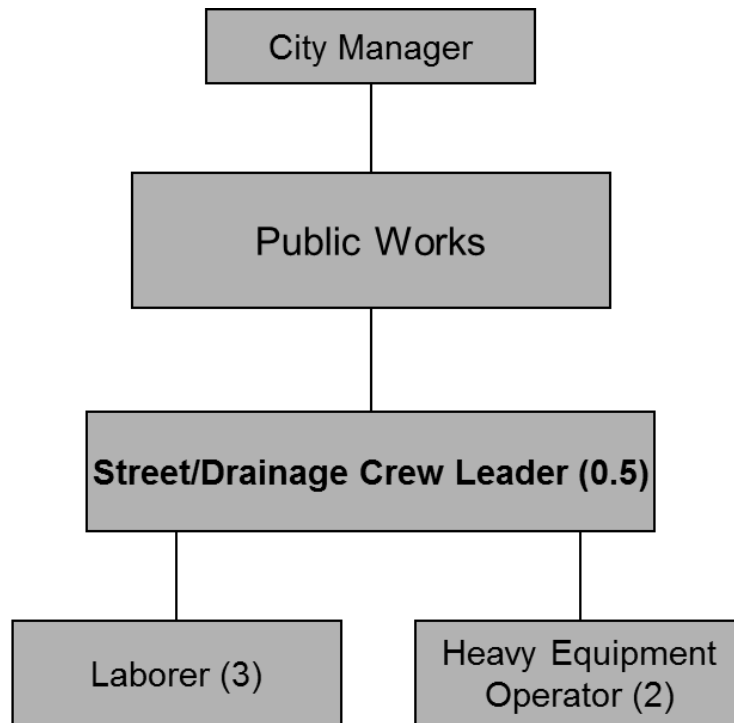 City Manager
Public Works
Street/Drainage Crew Leader (0.5)
Laborer (3)
Heavy Equipment
Operator (2)